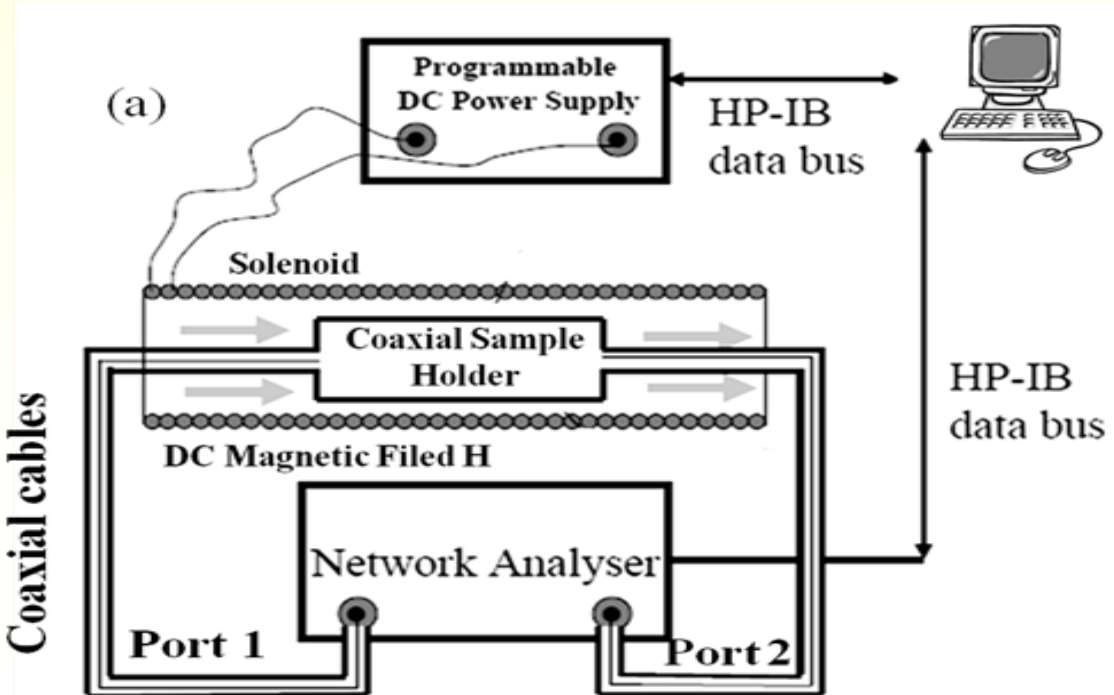 (a)
Programmable
DC Power Supply
HP-IB
data bus
Solenoid
Coaxial Sample
Holder
HP-IB
data bus
DC Magnetic Filed H
Coaxial cables
Network Analyser
Port 1
Port 2